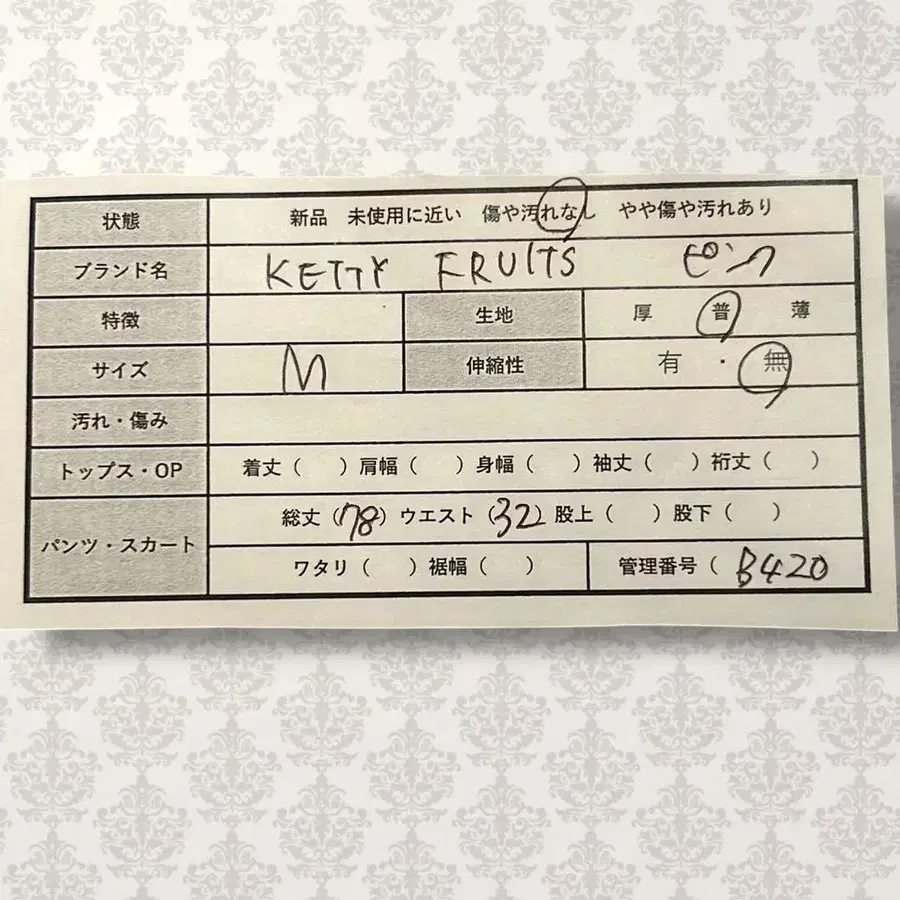 状態 新品 未使用に近い 傷や汚れなし やや傷や汚れあり
ブランド名 KETTY FRUITS ピンク
特徴 生地 厚 普 薄
サイズ M 伸縮性 有 ・ 無
汚れ・傷み
トップス・OP 着丈( )肩幅( )身幅( )袖丈( )裄丈( )
パンツ・スカート 総丈(78)ウエスト(32)股上( )股下( )
ワタリ( )裾幅( ) 管理番号( B420